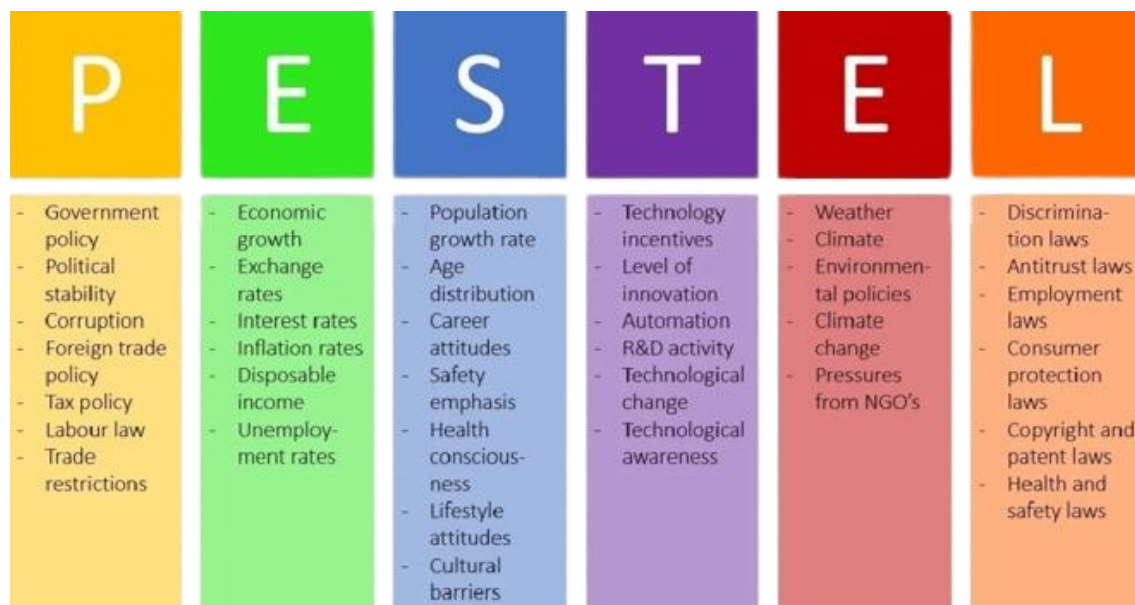 P
E
S
T
E
L
- Government
policy
- Political
stability
- Corruption
- Foreign trade
policy
- Tax policy
- Labour law
- Trade
restrictions
- Economic
growth
- Exchange
rates
- Interest rates
- Inflation rates
- Disposable
income
- Unemploy-
ment rates
- Population
growth rate
- Age
distribution
- Career
attitudes
- Safety
emphasis
- Health
conscious-
ness
- Lifestyle
attitudes
- Cultural
barriers
- Technology
incentives
- Level of
innovation
- Automation
- R&D activity
- Technological
change
- Technological
awareness
- Weather
- Climate
- Environmen-
tal policies
- Climate
change
- Pressures
from NGO's
- Discrimina-
tion laws
- Antitrust laws
- Employment
laws
- Consumer
protection
laws
- Copyright and
patent laws
- Health and
safety laws